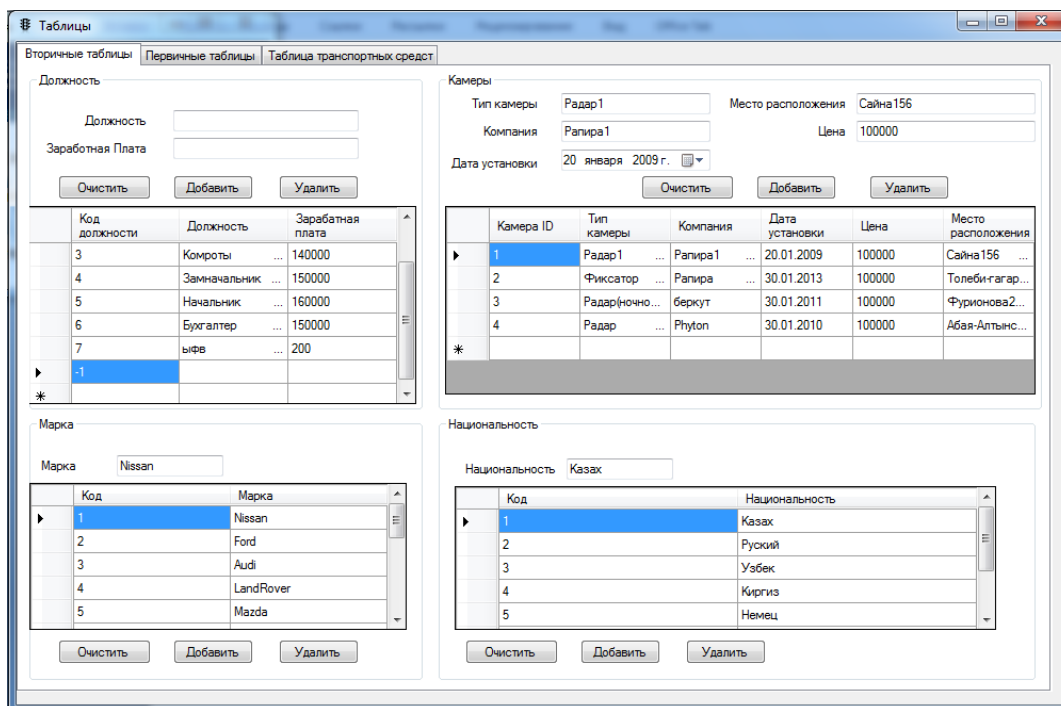 Таблицы
Вторичные таблицы Первичные таблицы Таблица транспортных средст
Должность
Должность
Заработная Плата
Очистить Добавить Удалить
Код должности Должность Зарабатная плата
3 Комроты ... 140000
4 Замначальник ... 150000
5 Начальник ... 160000
6 Бухгалтер ... 150000
7 ыфв ... 200
-1
Камеры
Тип камеры Радар1 Место расположения Сайна156
Компания Рапира1 Цена 100000
Дата установки 20 января 2009 г.
Очистить Добавить Удалить
Камера ID Тип камеры Компания Дата установки Цена Место расположения
1 Радар1 ... Рапира1 ... 20.01.2009 100000 Сайна156 ...
2 Фиксатор ... Рапира ... 30.01.2013 100000 Толеби-гагар...
3 Радар(ночно... беркут 30.01.2011 100000 Фурионова2...
4 Радар ... Phyton 30.01.2010 100000 Абая-Алтынс...
Марка
Марка Nissan
Код Марка
1 Nissan
2 Ford
3 Audi
4 LandRover
5 Mazda
Очистить Добавить Удалить
Национальность
Национальность Казах
Код Национальность
1 Казах
2 Руский
3 Узбек
4 Киргиз
5 Немец
Очистить Добавить Удалить